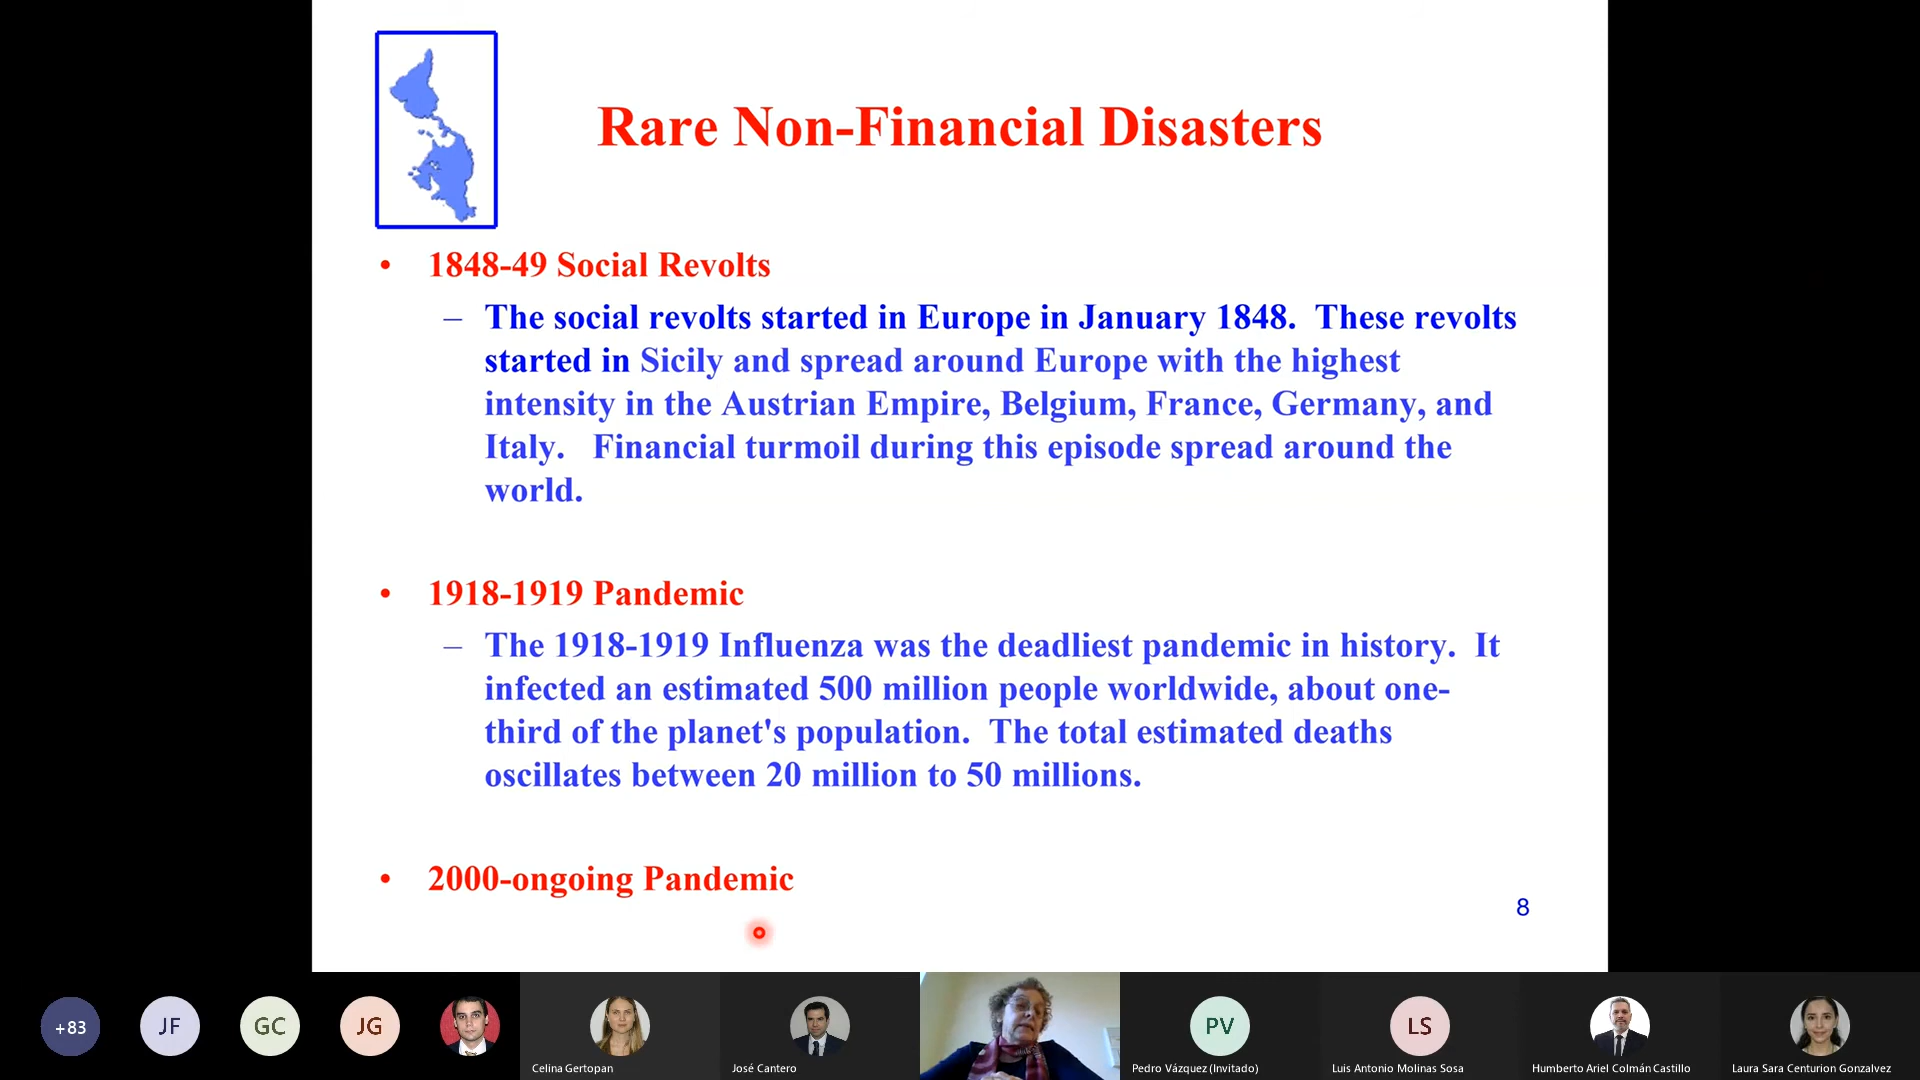 Rare Non-Financial Disasters
• 1848-49 Social Revolts
– The social revolts started in Europe in January 1848. These revolts
started in Sicily and spread around Europe with the highest
intensity in the Austrian Empire, Belgium, France, Germany, and
Italy. Financial turmoil during this episode spread around the
world.
• 1918-1919 Pandemic
– The 1918-1919 Influenza was the deadliest pandemic in history. It
infected an estimated 500 million people worldwide, about one-
third of the planet's population. The total estimated deaths
oscillates between 20 million to 50 millions.
• 2000-ongoing Pandemic
8
+83
JF
GC
JG
Celina Gertopan
José Cantero
PV
Pedro Vázquez (Invitado)
LS
Luis Antonio Molinas Sosa
Humberto Ariel Colmán Castillo
Laura Sara Centurion Gonzalvez